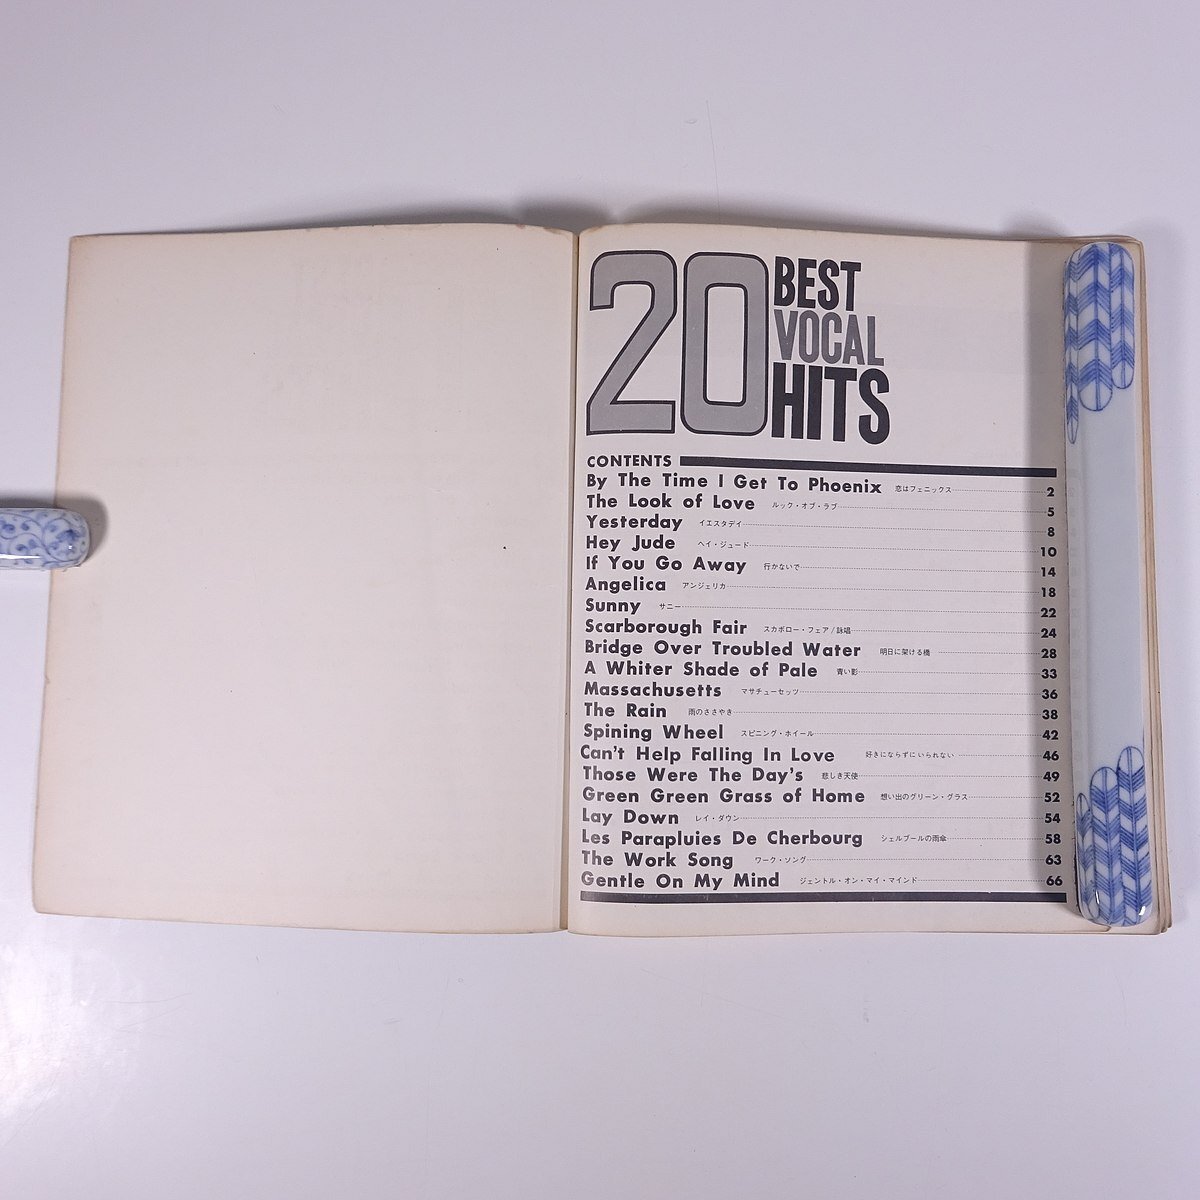 20 BEST
VOCAL
HITS
CONTENTS
By The Time I Get To Phoenix 恋はフェニックス 2
The Look of Love ルック・オブ・ラブ 5
Yesterday イエスタデイ 8
Hey Jude ヘイ・ジュード 10
If You Go Away 行かないで 14
Angelica アンジェリカ 18
Sunny サニー 22
Scarborough Fair スカボロー・フェア/詠唱 24
Bridge Over Troubled Water 明日に架ける橋 28
A Whiter Shade of Pale 青い影 33
Massachusetts マサチューセッツ 36
The Rain 雨のささやき 38
Spining Wheel スピニング・ホイール 42
Can't Help Falling In Love 好きにならずにいられない 46
Those Were The Day's 悲しき天使 49
Green Green Grass of Home 想い出のグリーン・グラス 52
Lay Down レイ・ダウン 54
Les Parapluies De Cherbourg シェルブールの雨傘 58
The Work Song ワーク・ソング 63
Gentle On My Mind ジェントル・オン・マイ・マインド 66